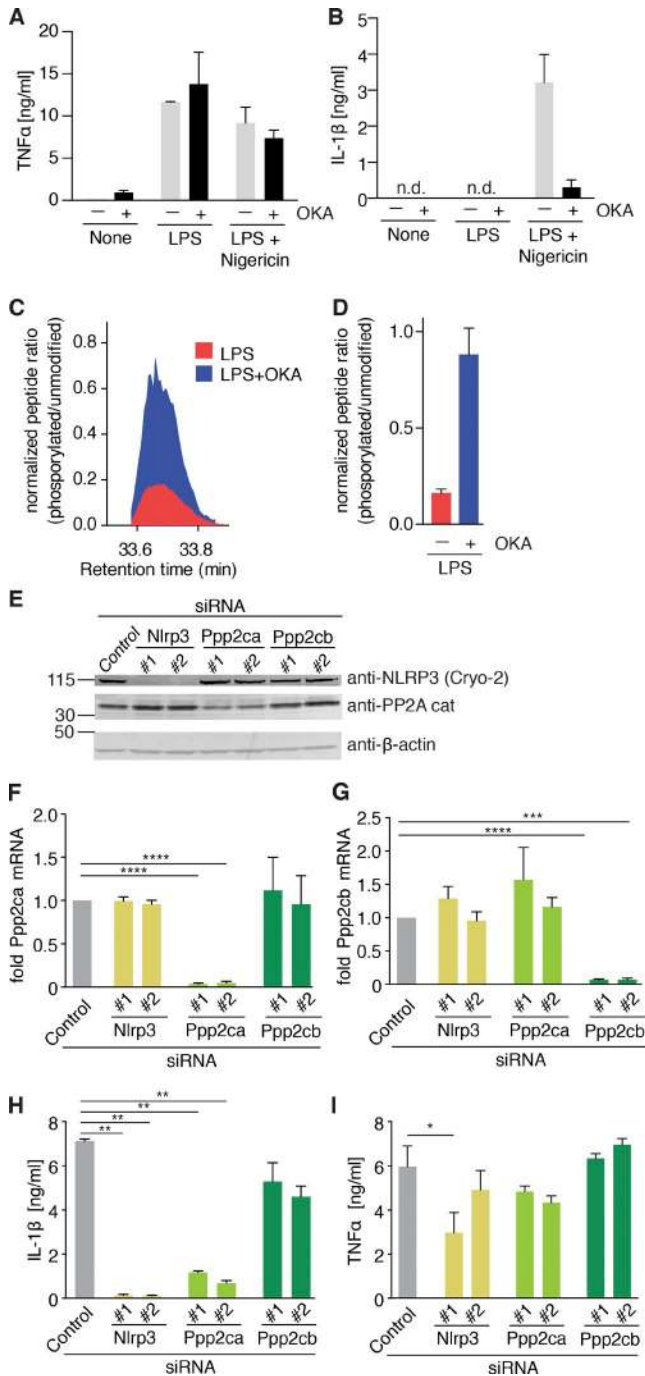 A
TNFα [ng/ml]
20
15
10
5
0
− + − + − + OKA
None LPS LPS +
Nigericin
B
IL-1β [ng/ml]
5
4
3
2
1
0
n.d. n.d.
− + − + − + OKA
None LPS LPS +
Nigericin
C
normalized peptide ratio
(phosporylated/unmodified)
0.8
0.6
0.4
0.2
0.0
LPS
LPS+OKA
33.6 33.8
Retention time (min)
D
normalized peptide ratio
(phosporylated/unmodified)
1.0
0.5
0.0
− + OKA
LPS
E
siRNA
Control Nlrp3 Ppp2ca Ppp2cb
#1 #2 #1 #2 #1 #2
115 anti-NLRP3 (Cryo-2)
30 anti-PP2A cat
50
anti-β-actin
F
fold Ppp2ca mRNA
2.0
1.5
1.0
0.5
0
****
****
Control #1 #2 #1 #2 #1 #2
Nlrp3 Ppp2ca Ppp2cb
siRNA
G
fold Ppp2cb mRNA
2.5
2.0
1.5
1.0
0.5
0
***
****
Control #1 #2 #1 #2 #1 #2
Nlrp3 Ppp2ca Ppp2cb
siRNA
H
IL-1β [ng/ml]
8
6
4
2
0
**
**
**
**
Control #1 #2 #1 #2 #1 #2
Nlrp3 Ppp2ca Ppp2cb
siRNA
I
TNFα [ng/ml]
8
6
4
2
0
*
Control #1 #2 #1 #2 #1 #2
Nlrp3 Ppp2ca Ppp2cb
siRNA